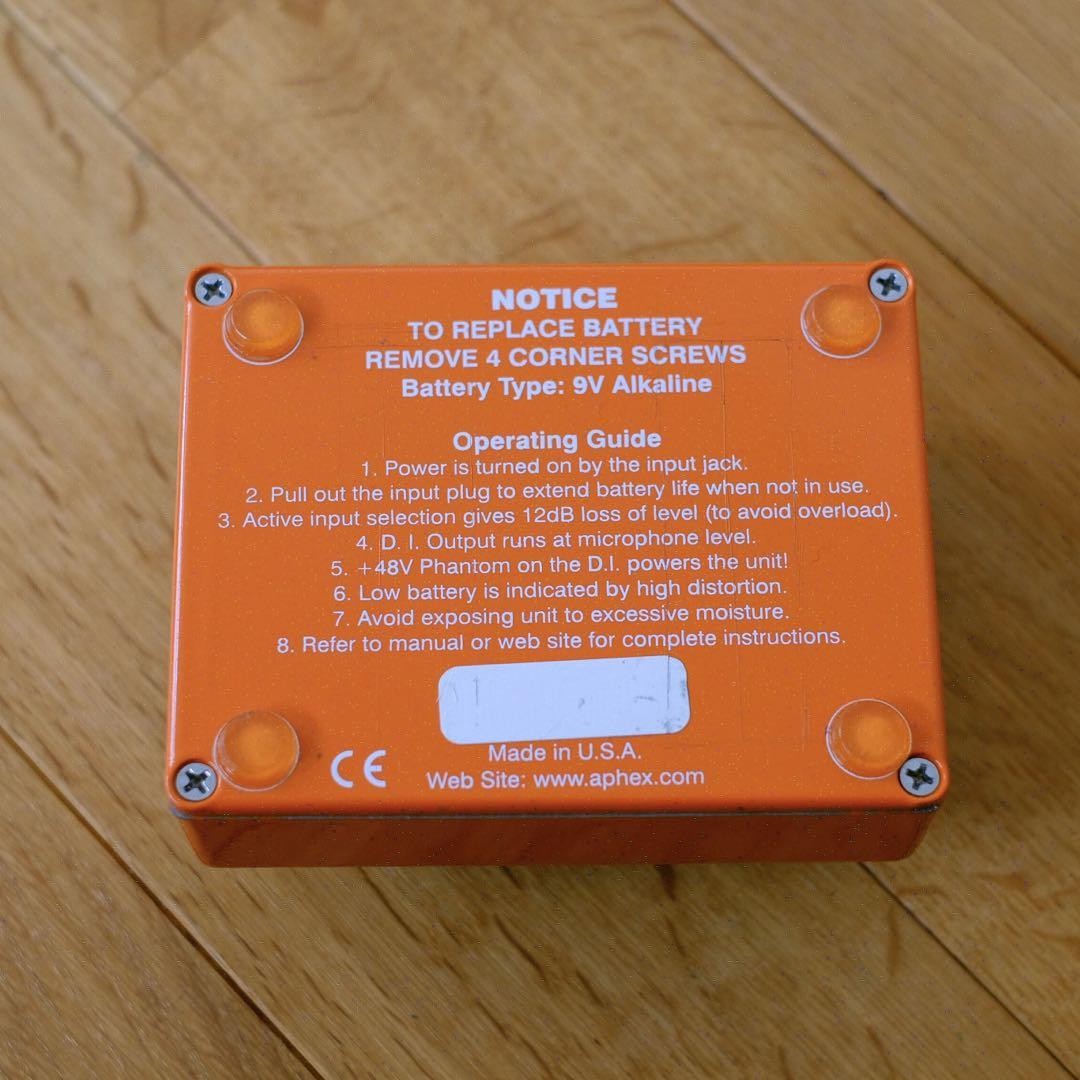 NOTICE
TO REPLACE BATTERY
REMOVE 4 CORNER SCREWS
Battery Type: 9V Alkaline
Operating Guide
1. Power is turned on by the input jack.
2. Pull out the input plug to extend battery life when not in use.
3. Active input selection gives 12dB loss of level (to avoid overload).
4. D. I. Output runs at microphone level.
5. +48V Phantom on the D.I. powers the unit!
6. Low battery is indicated by high distortion.
7. Avoid exposing unit to excessive moisture.
8. Refer to manual or web site for complete instructions.
CE
Made in U.S.A.
Web Site: www.aphex.com